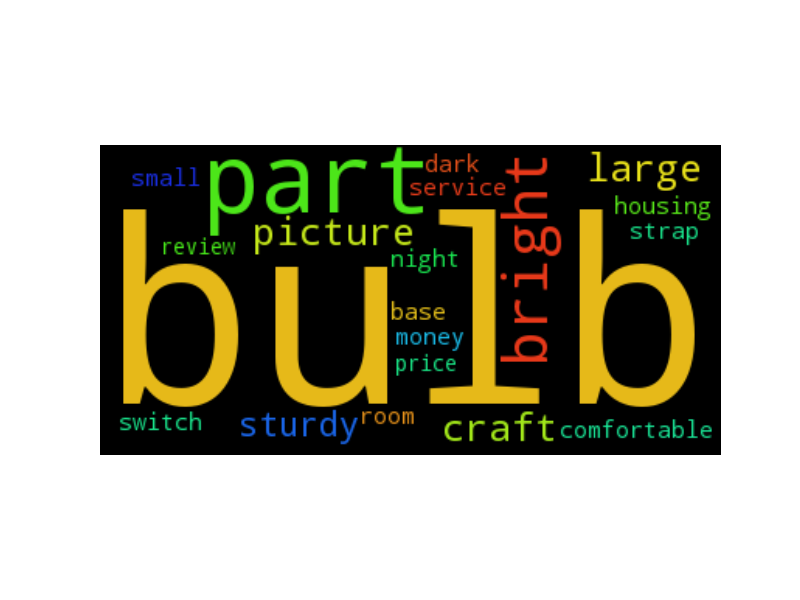 small
part
dark
service
bright
large
housing
strap
review
picture
night
bulb
base
money
price
switch
sturdy
room
craft
comfortable